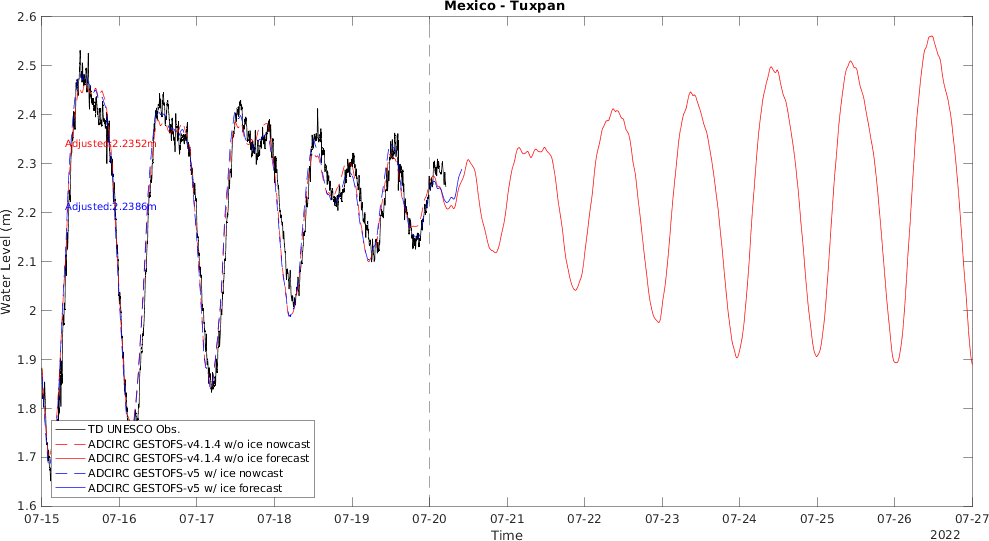 Mexico - Tuxpan
2.6
2.5
2.4
2.3
2.2
2.1
2
1.9
1.8
1.7
1.6
Water Level (m)
Adjusted:2.2352m
Adjusted:2.2386m
TD UNESCO Obs.
ADCIRC GESTOFS-v4.1.4 w/o ice nowcast
ADCIRC GESTOFS-v4.1.4 w/o ice forecast
ADCIRC GESTOFS-v5 w/ ice nowcast
ADCIRC GESTOFS-v5 w/ ice forecast
07-15 07-16 07-17 07-18 07-19 07-20 07-21 07-22 07-23 07-24 07-25 07-26 07-27
Time
2022